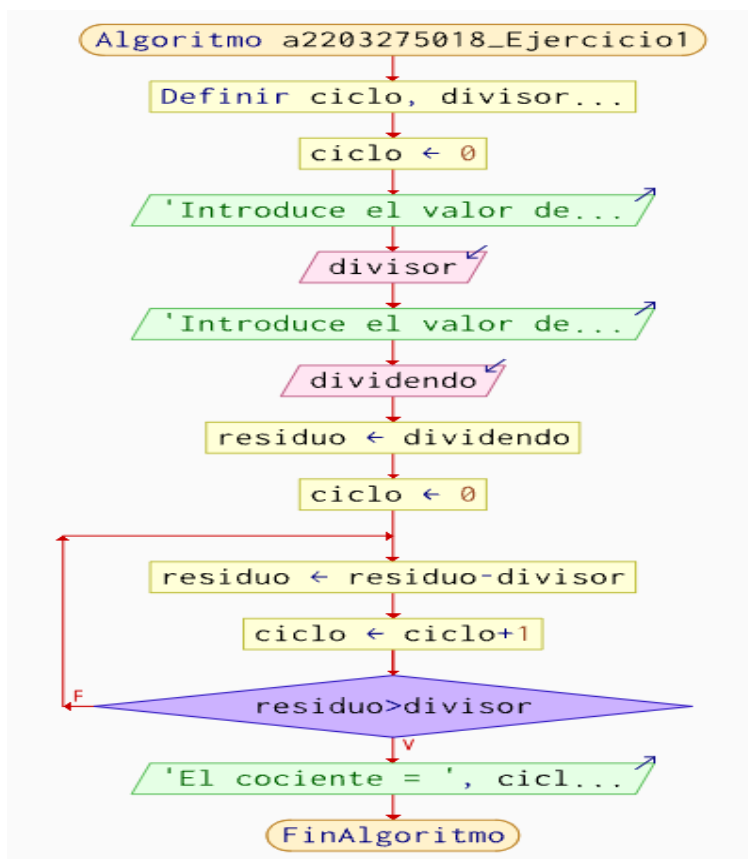 Algoritmo a2203275018_Ejercicio1
Definir ciclo, divisor...
ciclo ← 0
'Introduce el valor de...
divisor
'Introduce el valor de...
dividendo
residuo ← dividendo
ciclo ← 0
residuo ← residuo-divisor
ciclo ← ciclo+1
F
residuo>divisor
V
'El cociente = ', cicl...
FinAlgoritmo